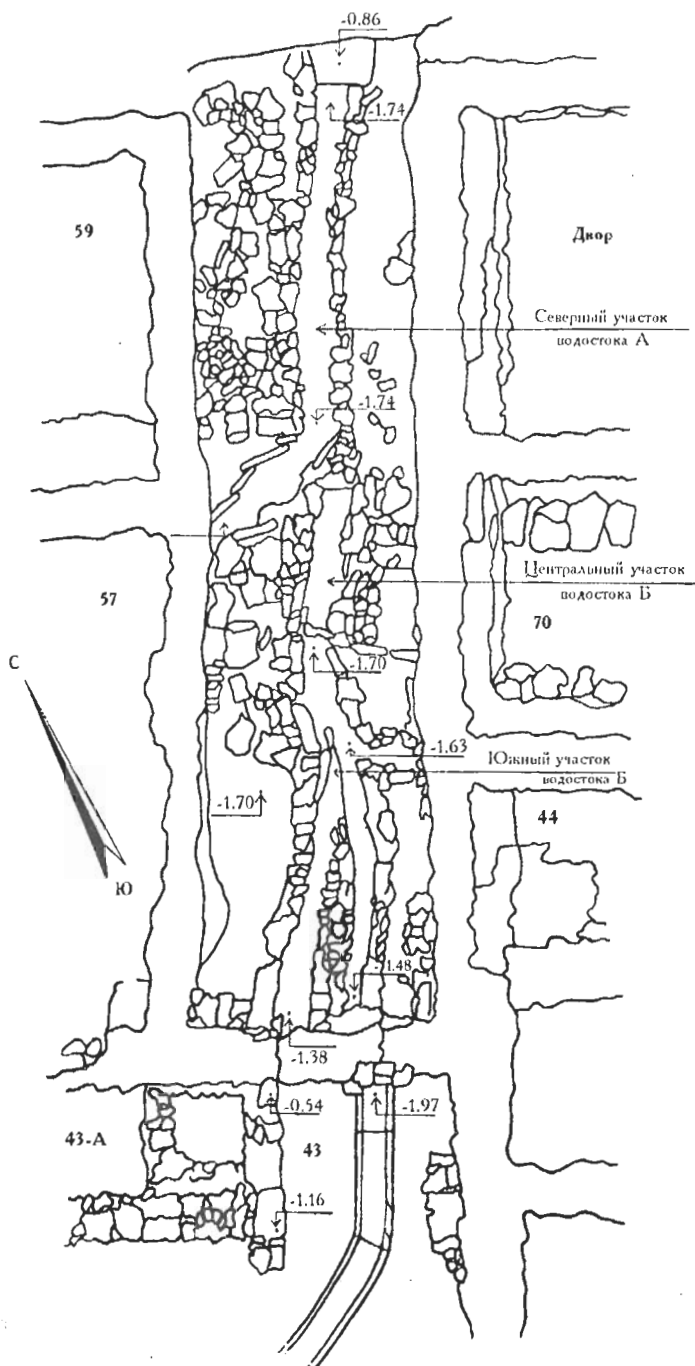 -0.86
-1.74
59
Двор
Северный участок
водостока А
-1.74
Центральный участок
водостока Б
57
70
С
-1.70
-1.63
Южный участок
водостока Б
-1.70
44
Ю
-1.48
-1.38
-0.54
-1.97
43-А
43
-1.16